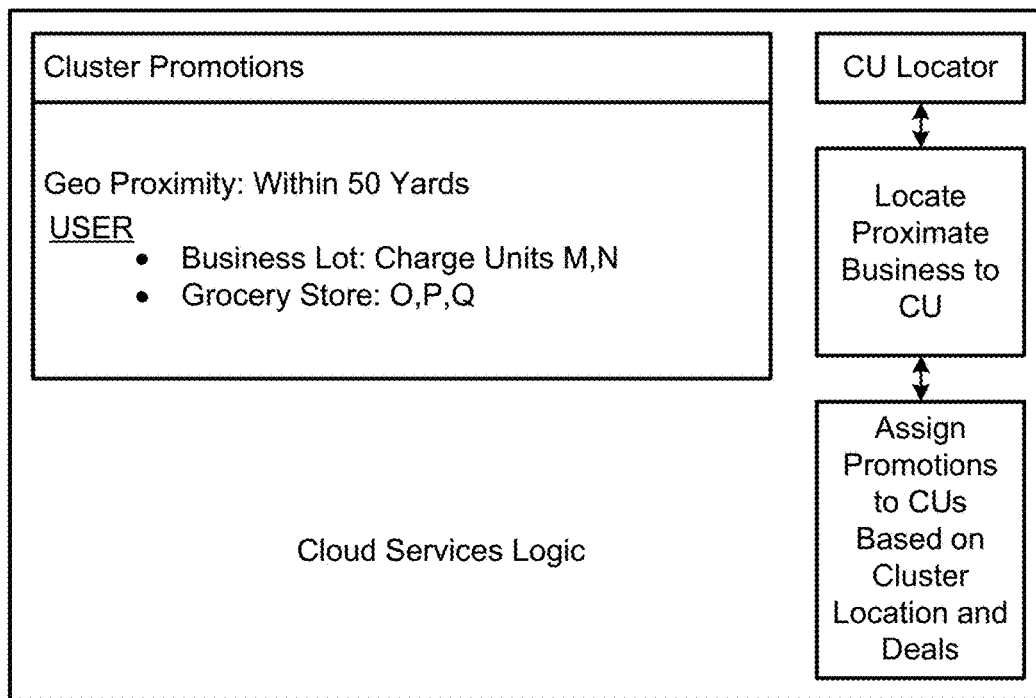 Cluster Promotions
Geo Proximity: Within 50 Yards
USER
• Business Lot: Charge Units M,N
• Grocery Store: O,P,Q
Cloud Services Logic
CU Locator
Locate
Proximate
Business to
CU
Assign
Promotions
to CUs
Based on
Cluster
Location and
Deals